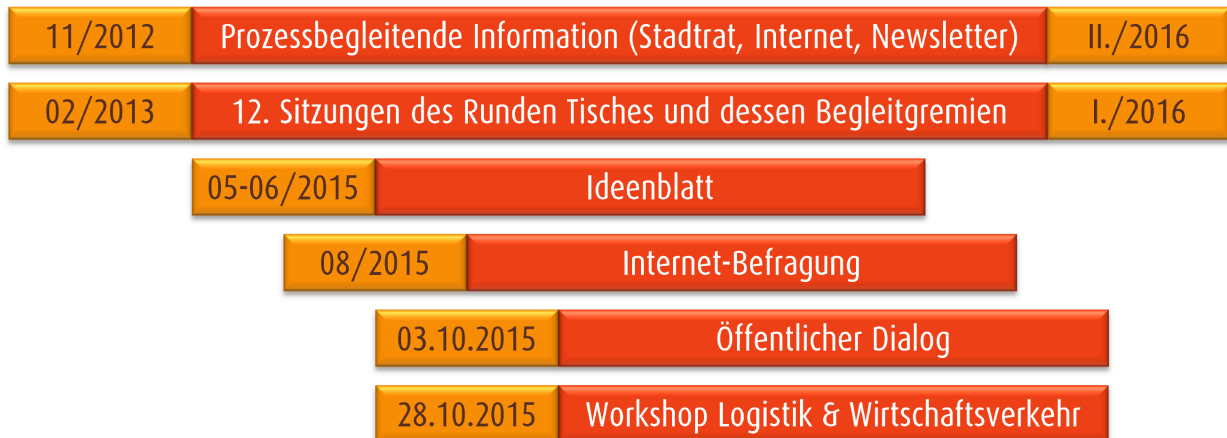 11/2012 Prozessbegleitende Information (Stadtrat, Internet, Newsletter) II./2016
02/2013 12. Sitzungen des Runden Tisches und dessen Begleitgremien I./2016
05-06/2015 Ideenblatt
08/2015 Internet-Befragung
03.10.2015 Öffentlicher Dialog
28.10.2015 Workshop Logistik & Wirtschaftsverkehr